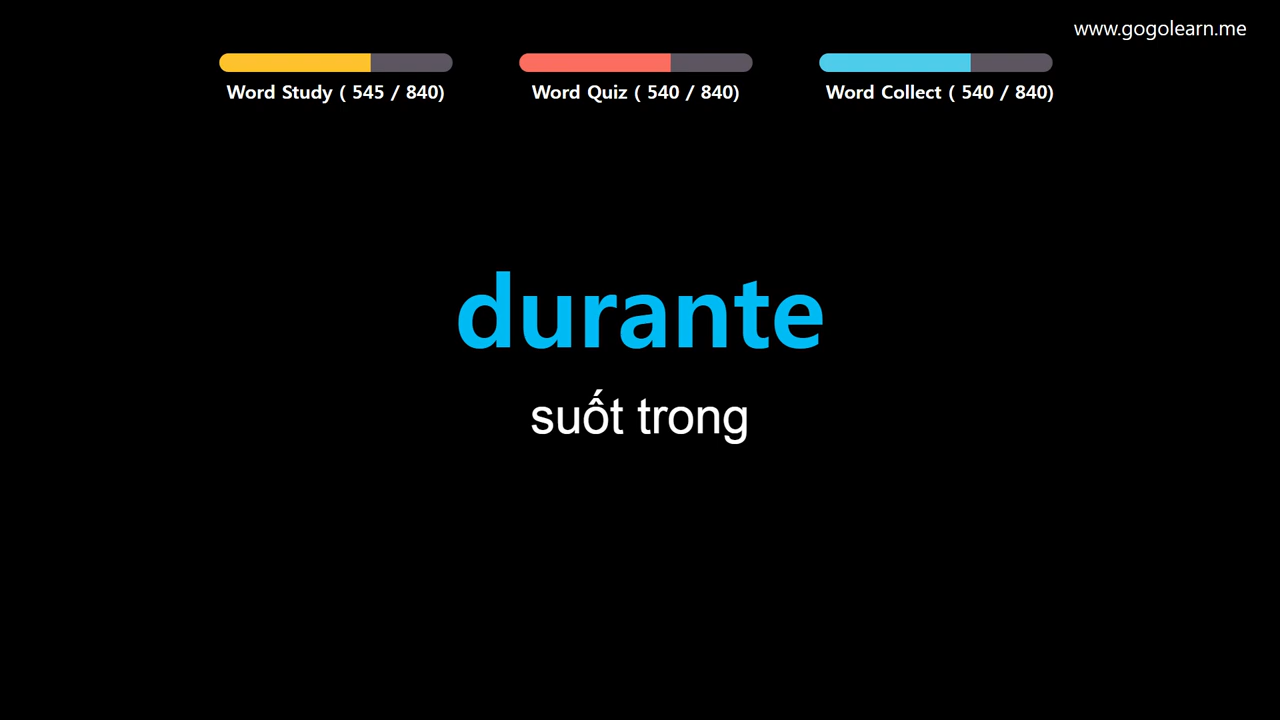 www.gogolearn.me
Word Study ( 545 / 840)
Word Quiz ( 540 / 840)
Word Collect ( 540 / 840)
durante
suốt trong